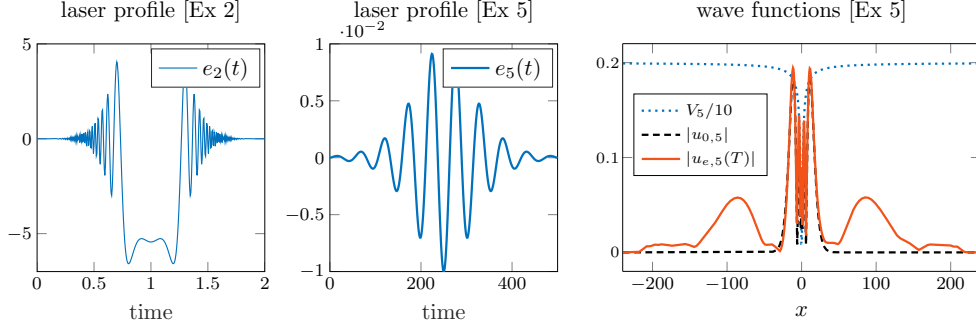 laser profile [Ex 2]
5
0
−5
0
0.5
1
1.5
2
time
e₂(t)
laser profile [Ex 5]
·10⁻²
1
0.5
0
−0.5
−1
0
200
400
time
e₅(t)
wave functions [Ex 5]
0.2
0.1
0
−200
−100
0
100
200
x
V₅/10
|u₀,₅|
|uₑ,₅(T)|